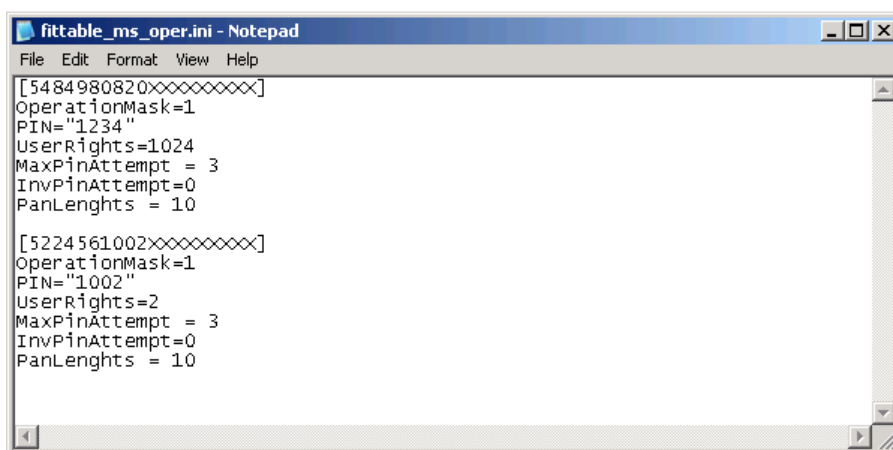 fittable_ms_oper.ini - Notepad
File Edit Format View Help
[5484980820XXXXXXXXX]
OperationMask=1
PIN="1234"
UserRights=1024
MaxPinAttempt = 3
InvPinAttempt=0
PanLenghts = 10
[5224561002XXXXXXXXX]
OperationMask=1
PIN="1002"
UserRights=2
MaxPinAttempt = 3
InvPinAttempt=0
PanLenghts = 10